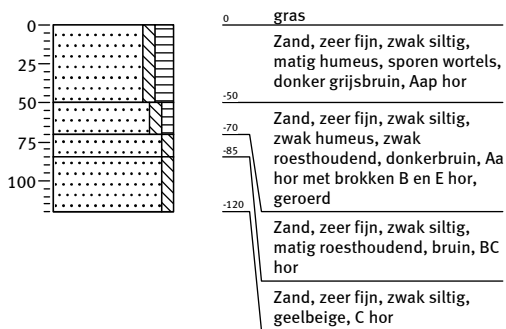 0
25
50
75
100
0
gras
Zand, zeer fijn, zwak siltig,
matig humeus, sporen wortels,
donker grijsbruin, Aap hor
-50
Zand, zeer fijn, zwak siltig,
zwak humeus, zwak
roesthoudend, donkerbruin, Aa
hor met brokken B en E hor,
geroerd
-70
Zand, zeer fijn, zwak siltig,
matig roesthoudend, bruin, BC
hor
-85
Zand, zeer fijn, zwak siltig,
geelbeige, C hor
-120